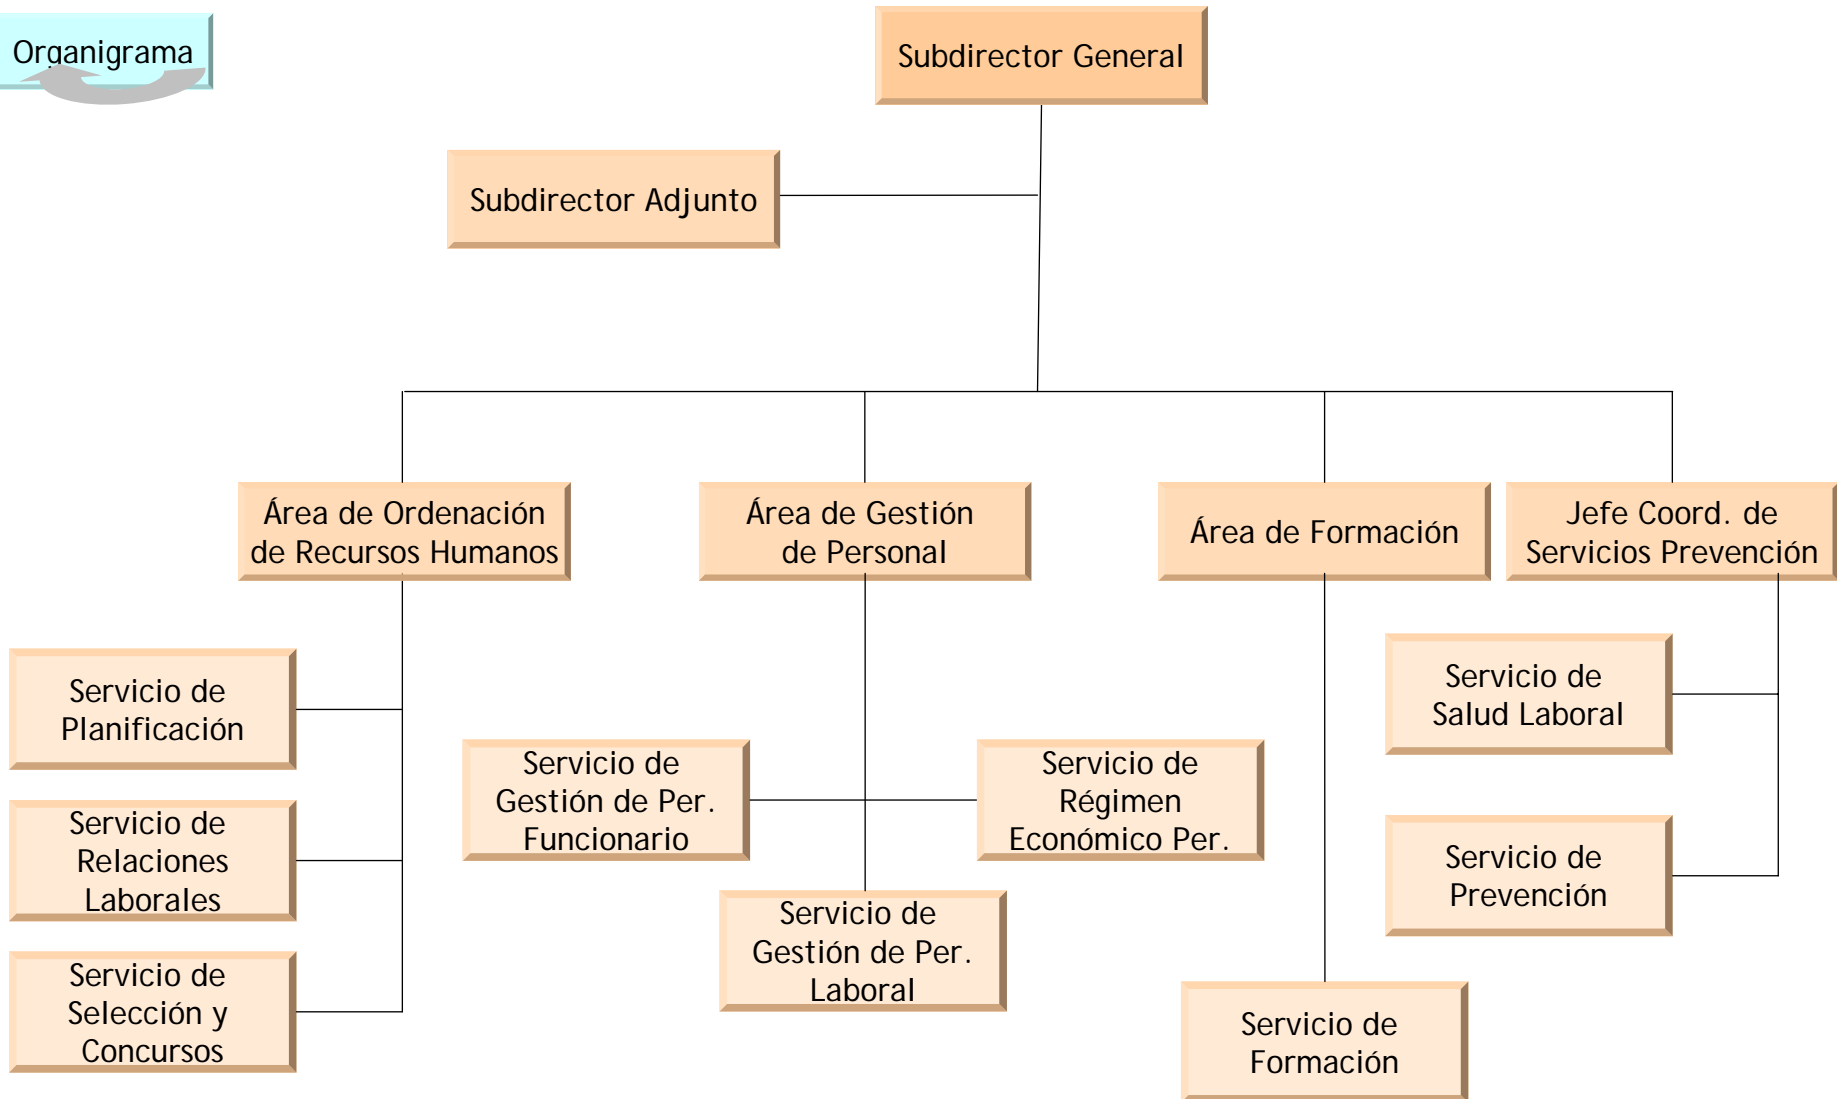 Organigrama
Subdirector General
Subdirector Adjunto
Área de Ordenación
de Recursos Humanos
Área de Gestión
de Personal
Área de Formación
Jefe Coord. de
Servicios Prevención
Servicio de
Planificación
Servicio de
Relaciones
Laborales
Servicio de
Selección y
Concursos
Servicio de
Gestión de Per.
Funcionario
Servicio de
Régimen
Económico Per.
Servicio de
Gestión de Per.
Laboral
Servicio de
Formación
Servicio de
Salud Laboral
Servicio de
Prevención